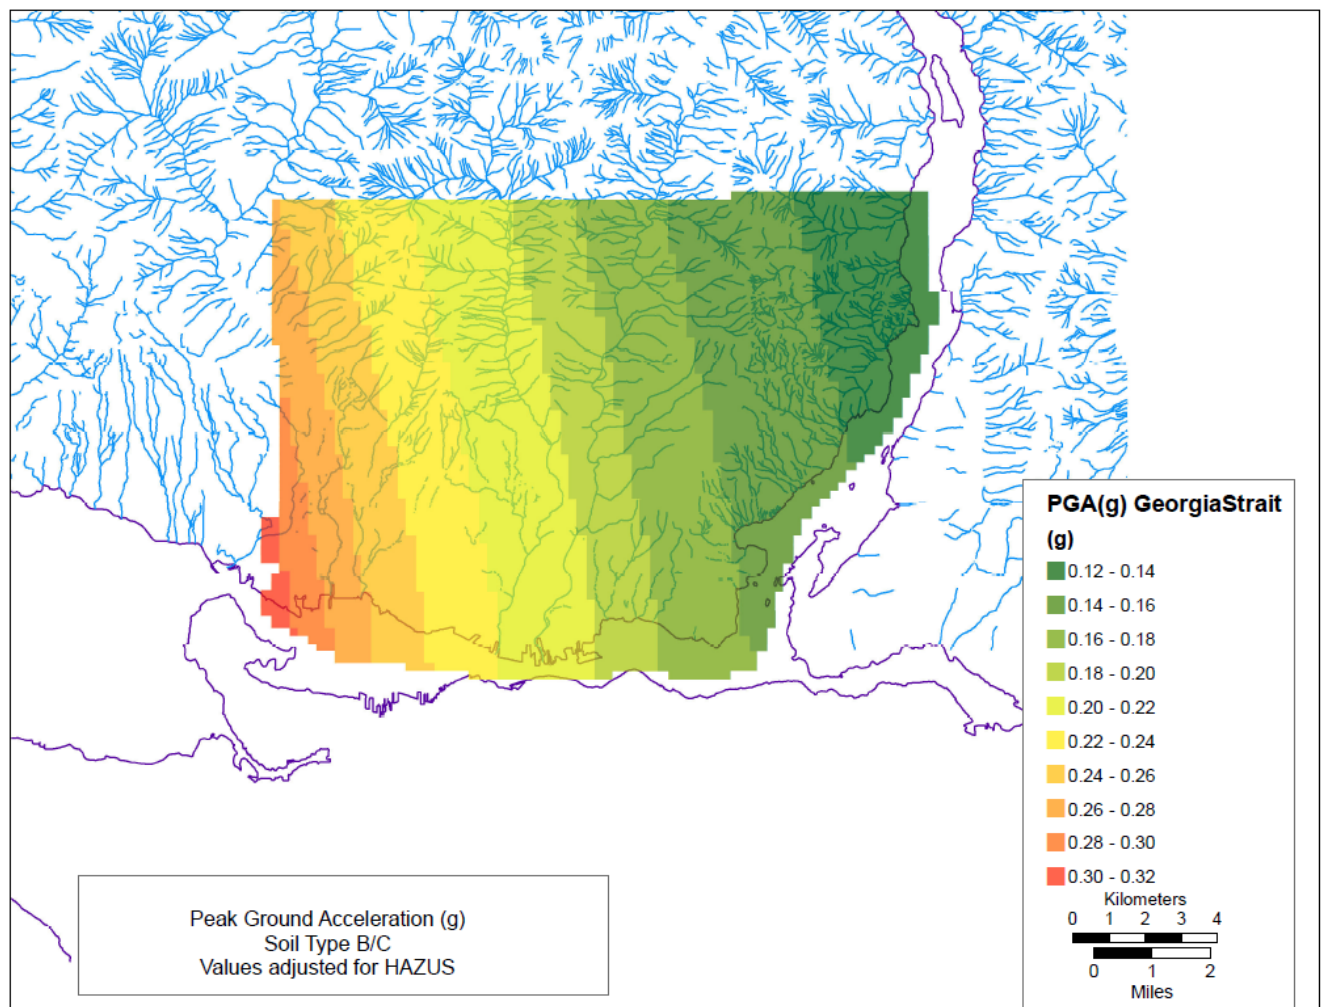 PGA(g) GeorgiaStrait
(g)
0.12 - 0.14
0.14 - 0.16
0.16 - 0.18
0.18 - 0.20
0.20 - 0.22
0.22 - 0.24
0.24 - 0.26
0.26 - 0.28
0.28 - 0.30
0.30 - 0.32
Kilometers
0 1 2 3 4
0 1 2
Miles
Peak Ground Acceleration (g)
Soil Type B/C
Values adjusted for HAZUS